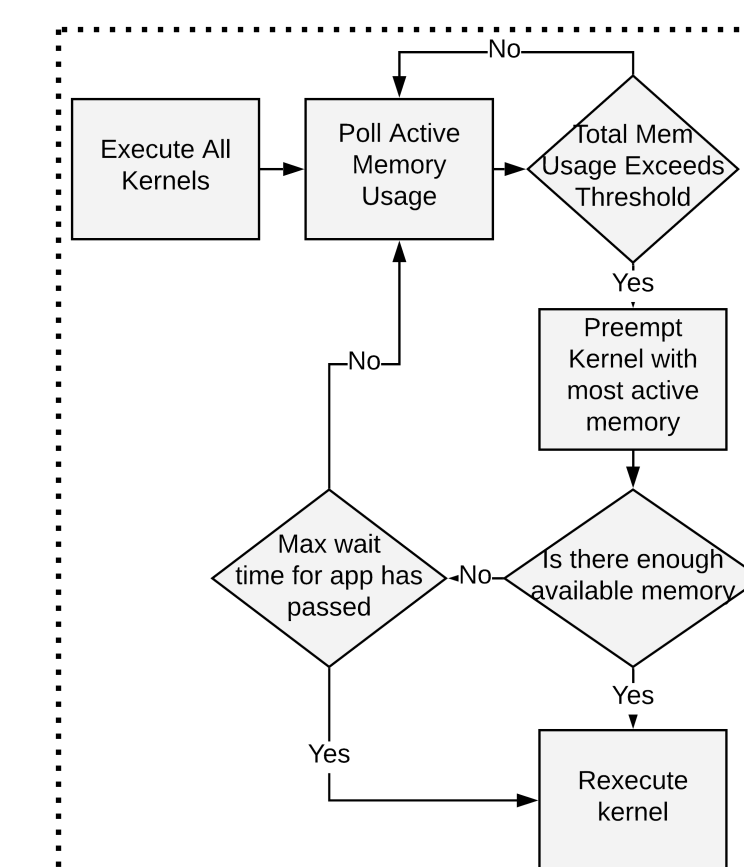 No
Execute All
Kernels
Poll Active
Memory
Usage
Total Mem
Usage Exceeds
Threshold
Yes
Preempt
Kernel with
most active
memory
No
Max wait
time for app has
passed
No
Is there enough
available memory
Yes
Yes
Rexecute
kernel